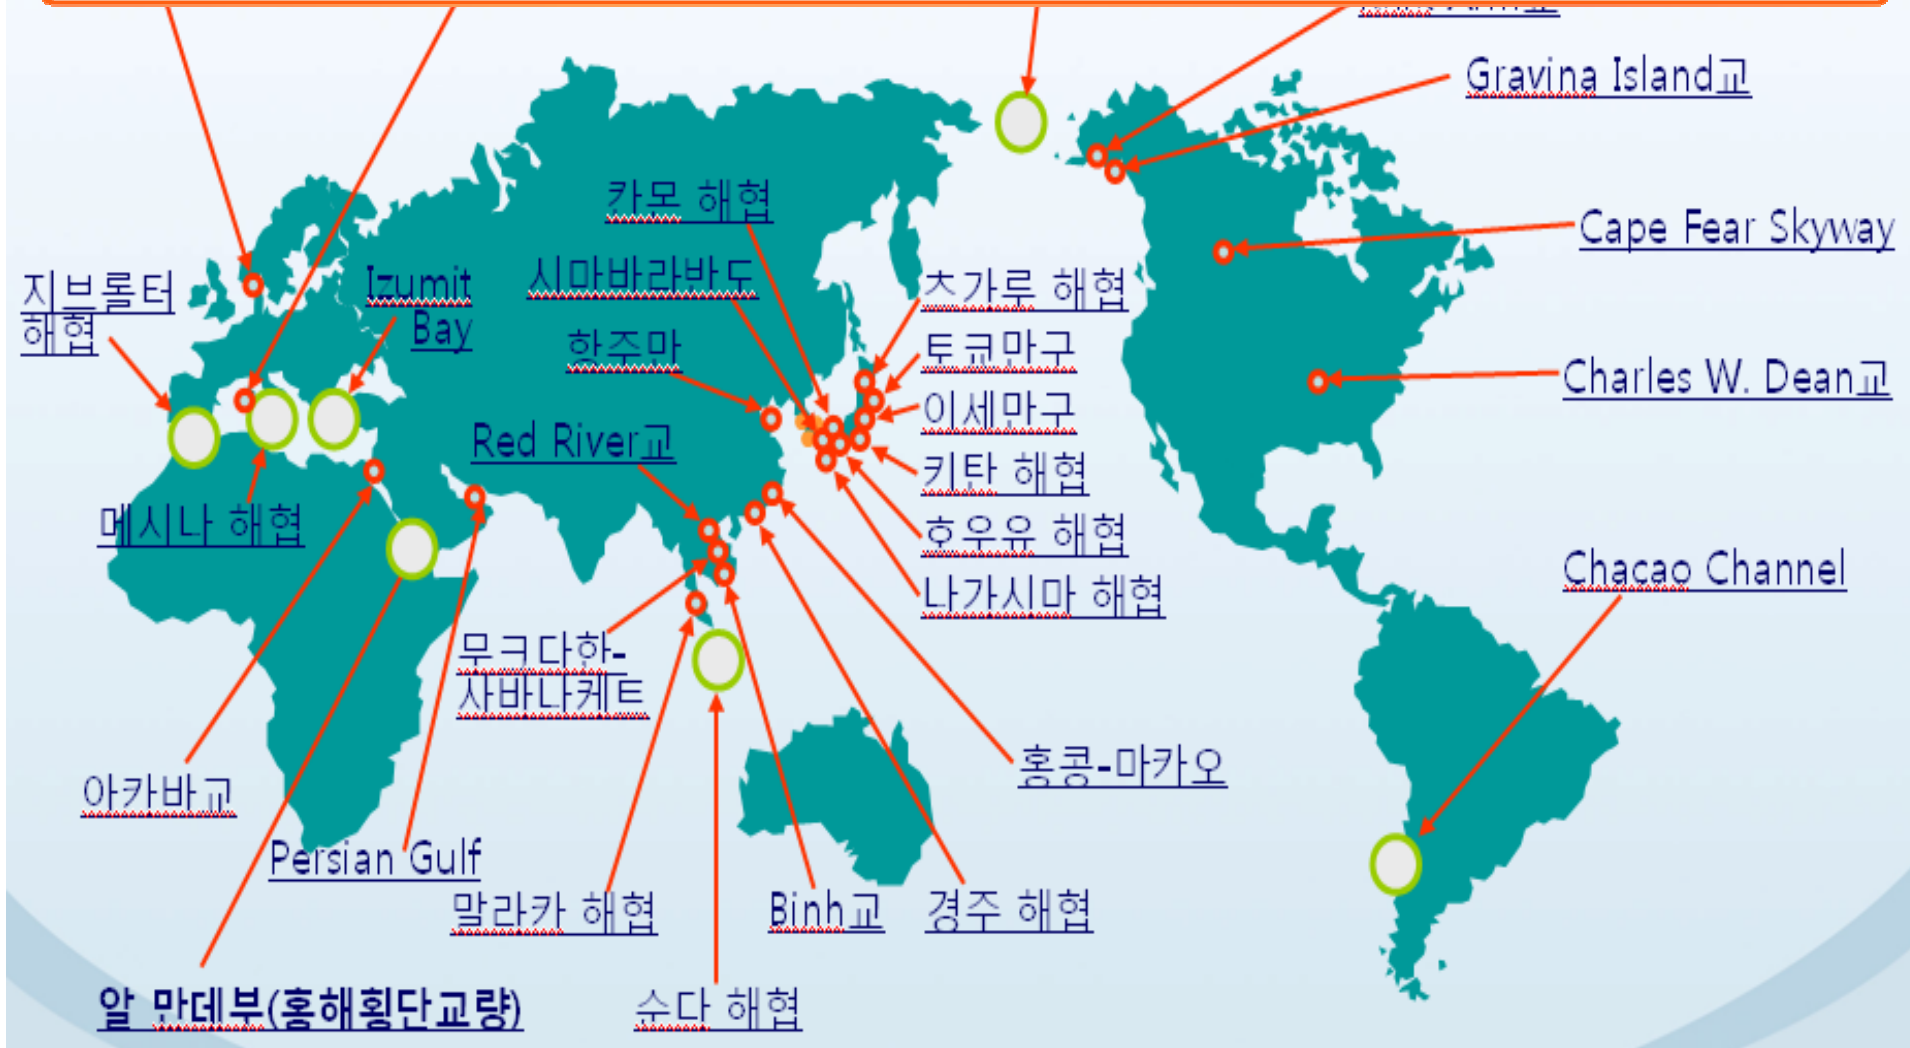 Gravina Island교
카모 해협
Cape Fear Skyway
시마바라반도
츠가루 해협
지브롤터
해협
Izumit
Bay
항주만
토쿄만구
Charles W. Dean교
이세만구
Red River교
키탄 해협
메시나 해협
호우유 해협
나가시마 해협
Chacao Channel
무크다한-
사바나케트
홍콩-마카오
아카바교
Persian Gulf
말라카 해협
Binh교
경주 해협
알 만데부(홍해횡단교량)
순다 해협